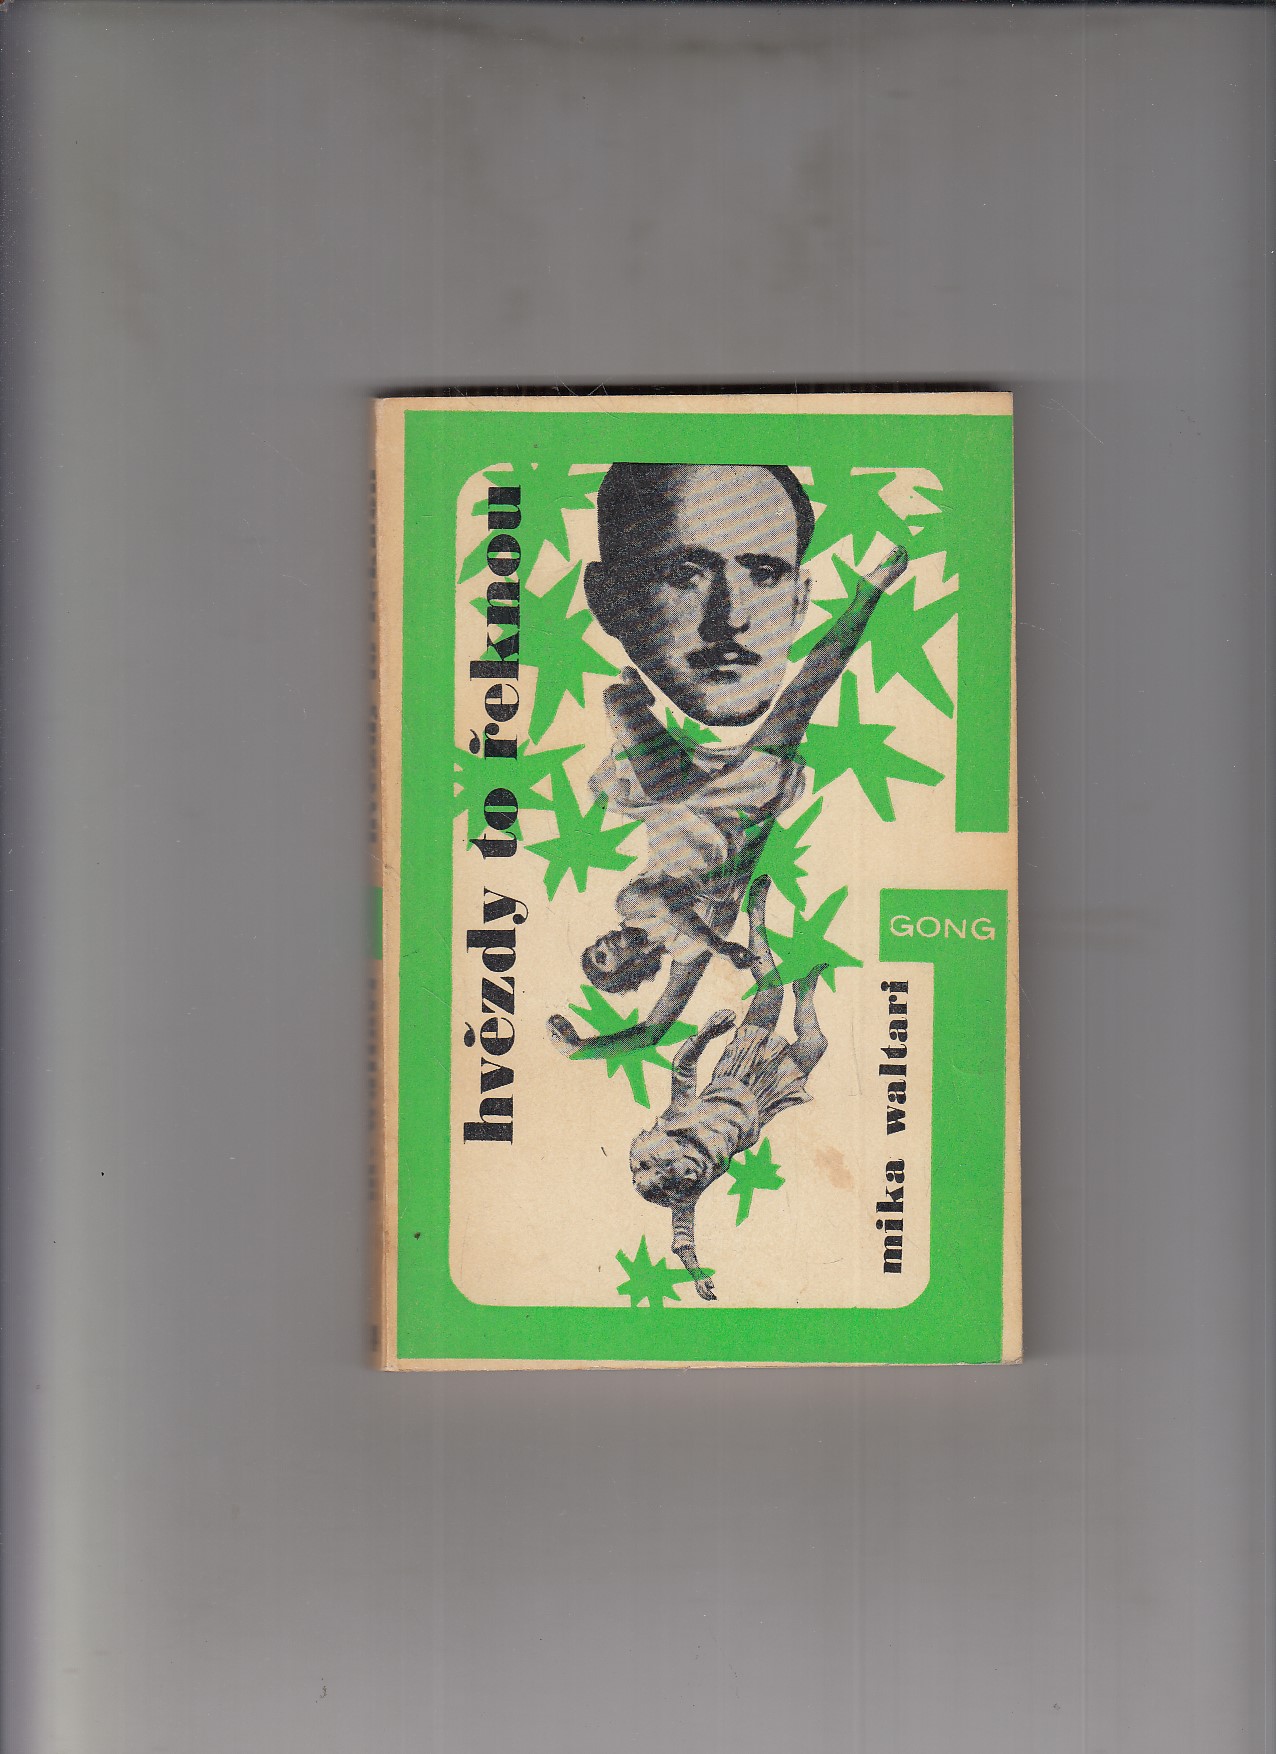 hvězdy to řeknou
GONG
mika waltari